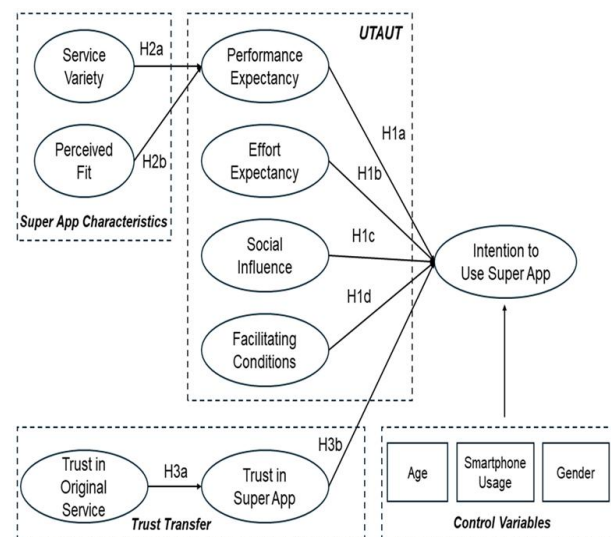 UTAUT
Service
Variety
H2a
Performance
Expectancy
H1a
Perceived
Fit
H2b
Effort
Expectancy
H1b
Super App Characteristics
Social
Influence
H1c
Intention to
Use Super App
H1d
Facilitating
Conditions
H3b
Trust in
Original
Service
H3a
Trust in
Super App
Trust Transfer
Age
Smartphone
Usage
Gender
Control Variables